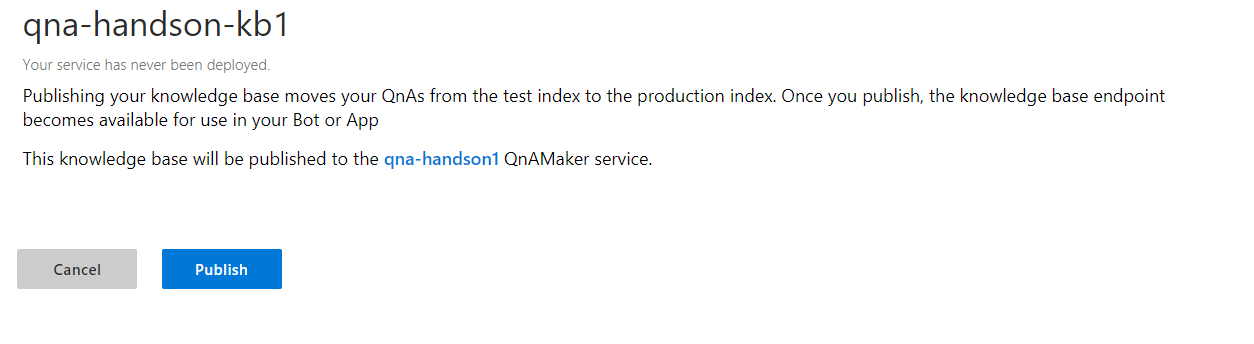 qna-handson-kb1
Your service has never been deployed.
Publishing your knowledge base moves your QnAs from the test index to the production index. Once you publish, the knowledge base endpoint
becomes available for use in your Bot or App
This knowledge base will be published to the qna-handson1 QnAMaker service.
Cancel Publish